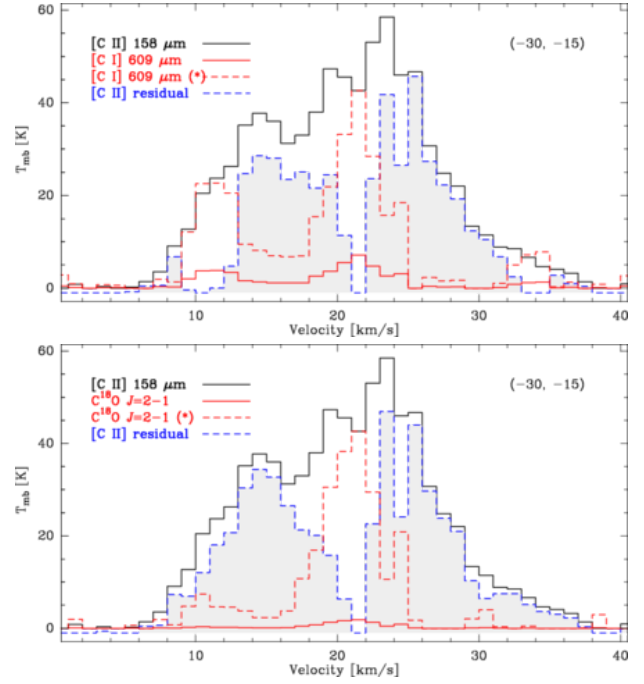 60
[C II] 158 μm
(−30, −15)
[C I] 609 μm
[C I] 609 μm (*)
[C II] residual
40
T_mb [K]
20
0
10 20 30 40
Velocity [km/s]
60
[C II] 158 μm
(−30, −15)
C¹⁸O J=2−1
C¹⁸O J=2−1 (*)
[C II] residual
40
T_mb [K]
20
0
10 20 30 40
Velocity [km/s]